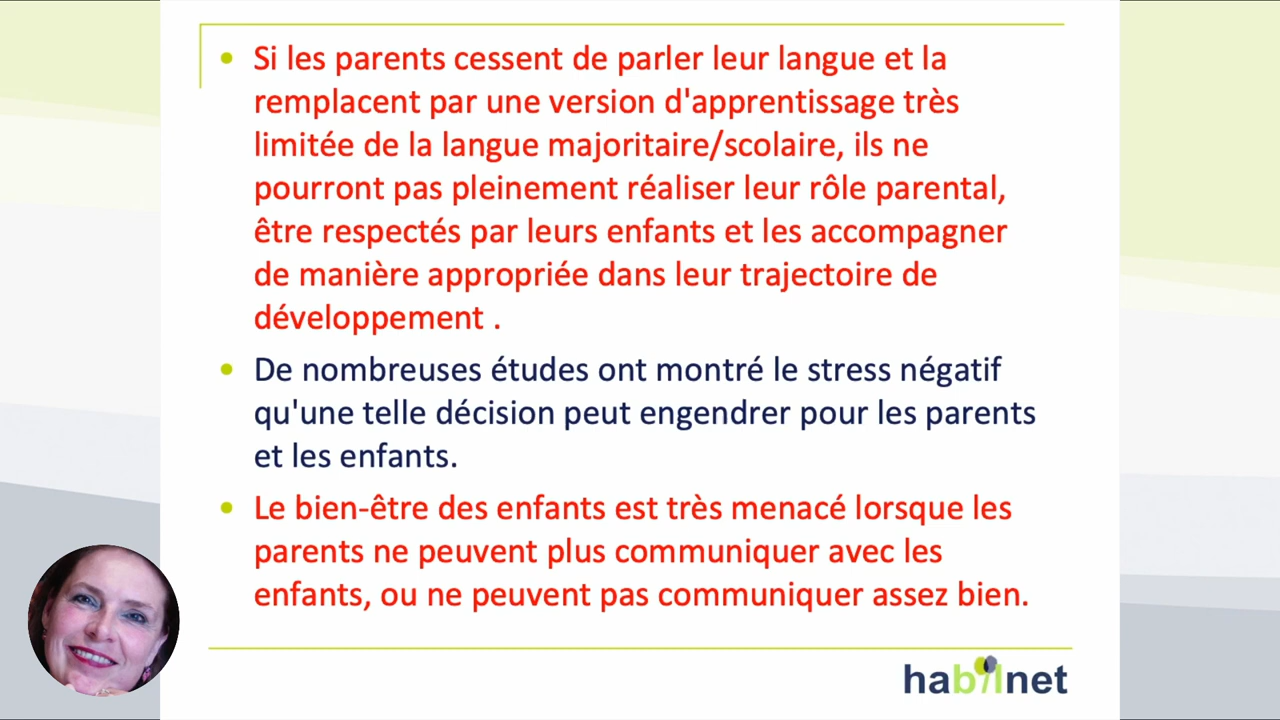 Si les parents cessent de parler leur langue et la
remplacent par une version d'apprentissage très
limitée de la langue majoritaire/scolaire, ils ne
pourront pas pleinement réaliser leur rôle parental,
être respectés par leurs enfants et les accompagner
de manière appropriée dans leur trajectoire de
développement .
De nombreuses études ont montré le stress négatif
qu'une telle décision peut engendrer pour les parents
et les enfants.
Le bien-être des enfants est très menacé lorsque les
parents ne peuvent plus communiquer avec les
enfants, ou ne peuvent pas communiquer assez bien.
habilnet